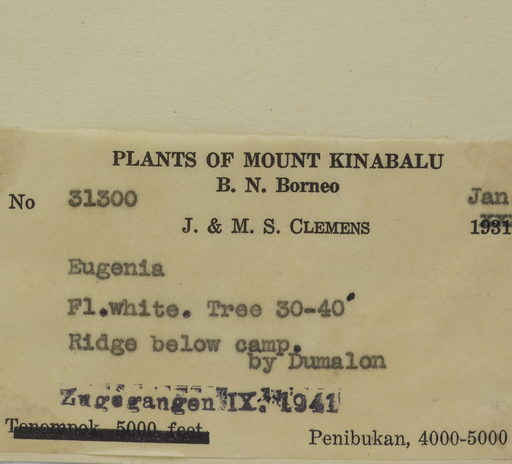 PLANTS OF MOUNT KINABALU
B. N. Borneo
No 31300 Jan
J. & M. S. CLEMENS 1931
Eugenia
Fl.white. Tree 30-40'
Ridge below camp.
by Dumalon
Zugegangen IX. 1941
Tenompok, 5000 feet
Penibukan, 4000-5000